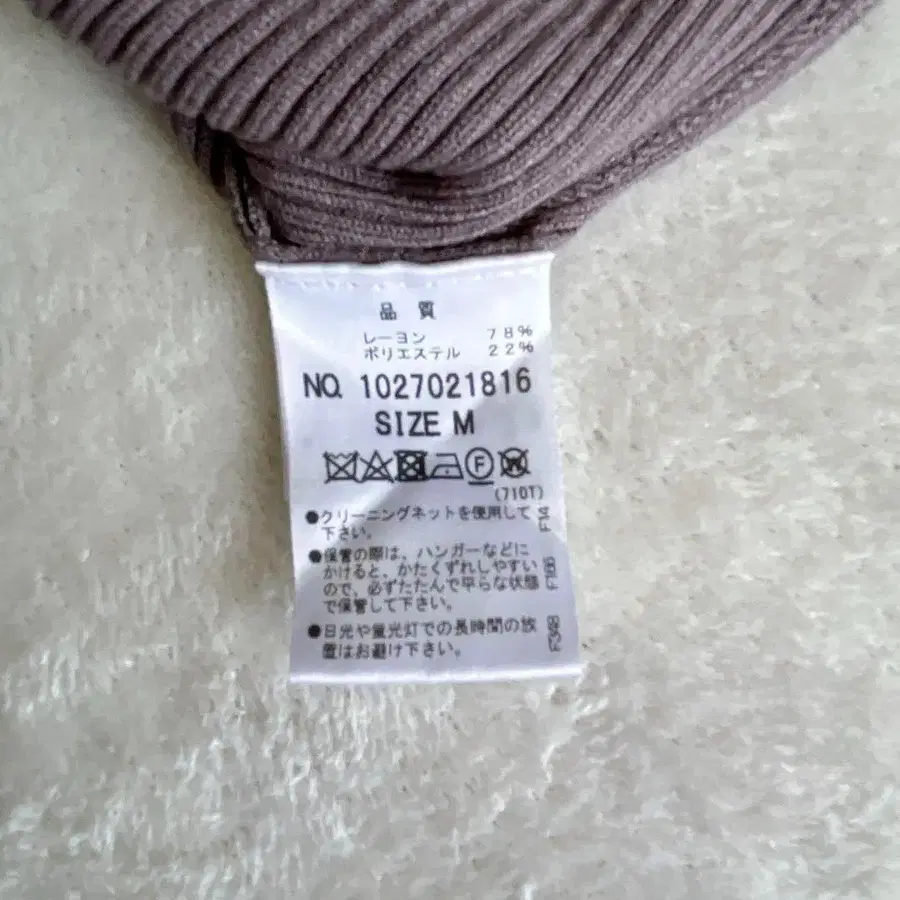 品質
レーヨン 78%
ポリエステル 22%
NO. 1027021816
SIZE M
F W
(710T)
●クリーニングネットを使用して
下さい。
F14
●保管の際は、ハンガーなどに
かけると、かたくずれしやすい
ので、必ずたたんで平らな状態
で保管して下さい。
●日光や蛍光灯での長時間の放
置はお避け下さい。